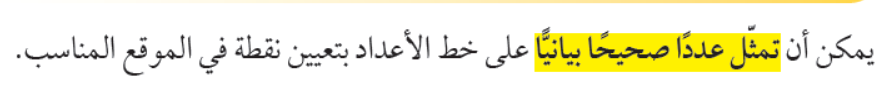 يمكن أن تمثّل عددًا صحيحًا بيانيًّا على خط الأعداد بتعيين نقطة في الموقع المناسب.